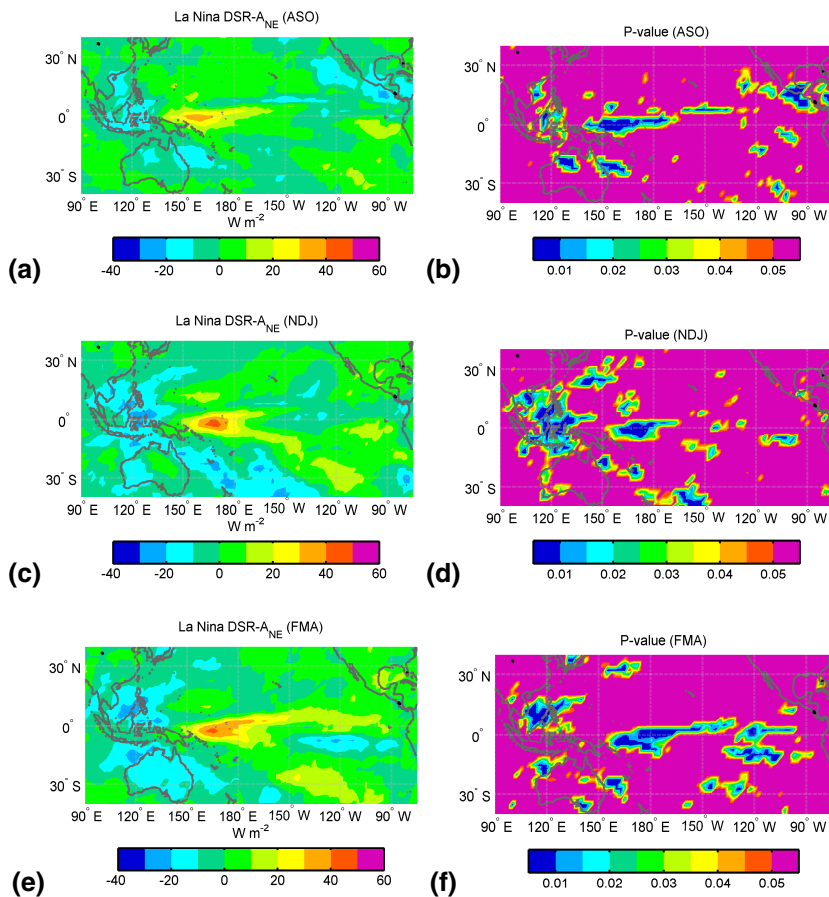 La Nina DSR-A_NE (ASO)
30° N
0°
30° S
90° E 120° E 150° E 180° W 150° W 120° W 90° W
W m⁻²
(a)
-40 -20 0 20 40 60
P-value (ASO)
30° N
0°
30° S
90° E 120° E 150° E 180° W 150° W 120° W 90° W
(b)
0.01 0.02 0.03 0.04 0.05
La Nina DSR-A_NE (NDJ)
30° N
0°
30° S
90° E 120° E 150° E 180° W 150° W 120° W 90° W
W m⁻²
(c)
-40 -20 0 20 40 60
P-value (NDJ)
30° N
0°
30° S
90° E 120° E 150° E 180° W 150° W 120° W 90° W
(d)
0.01 0.02 0.03 0.04 0.05
La Nina DSR-A_NE (FMA)
30° N
0°
30° S
90° E 120° E 150° E 180° W 150° W 120° W 90° W
W m⁻²
(e)
-40 -20 0 20 40 60
P-value (FMA)
30° N
0°
30° S
90° E 120° E 150° E 180° W 150° W 120° W 90° W
(f)
0.01 0.02 0.03 0.04 0.05